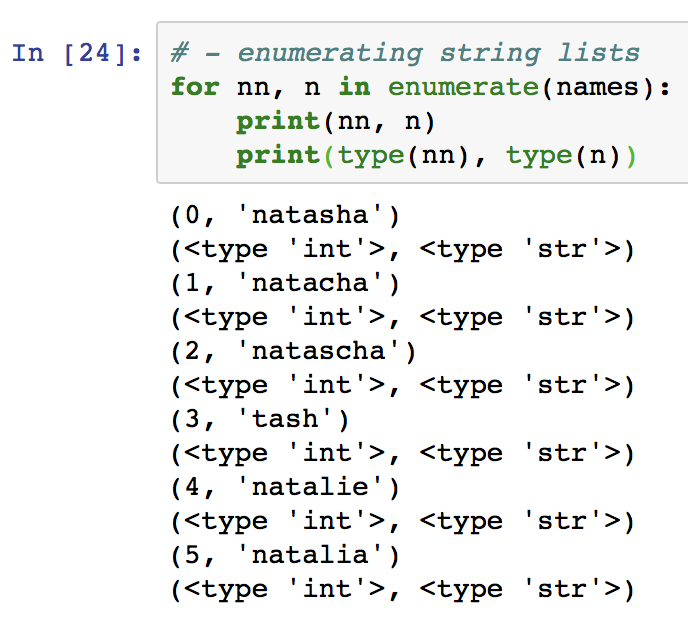 In [24]: # - enumerating string lists
for nn, n in enumerate(names):
    print(nn, n)
    print(type(nn), type(n))
(0, 'natasha')
(<type 'int'>, <type 'str'>)
(1, 'natacha')
(<type 'int'>, <type 'str'>)
(2, 'natascha')
(<type 'int'>, <type 'str'>)
(3, 'tash')
(<type 'int'>, <type 'str'>)
(4, 'natalie')
(<type 'int'>, <type 'str'>)
(5, 'natalia')
(<type 'int'>, <type 'str'>)